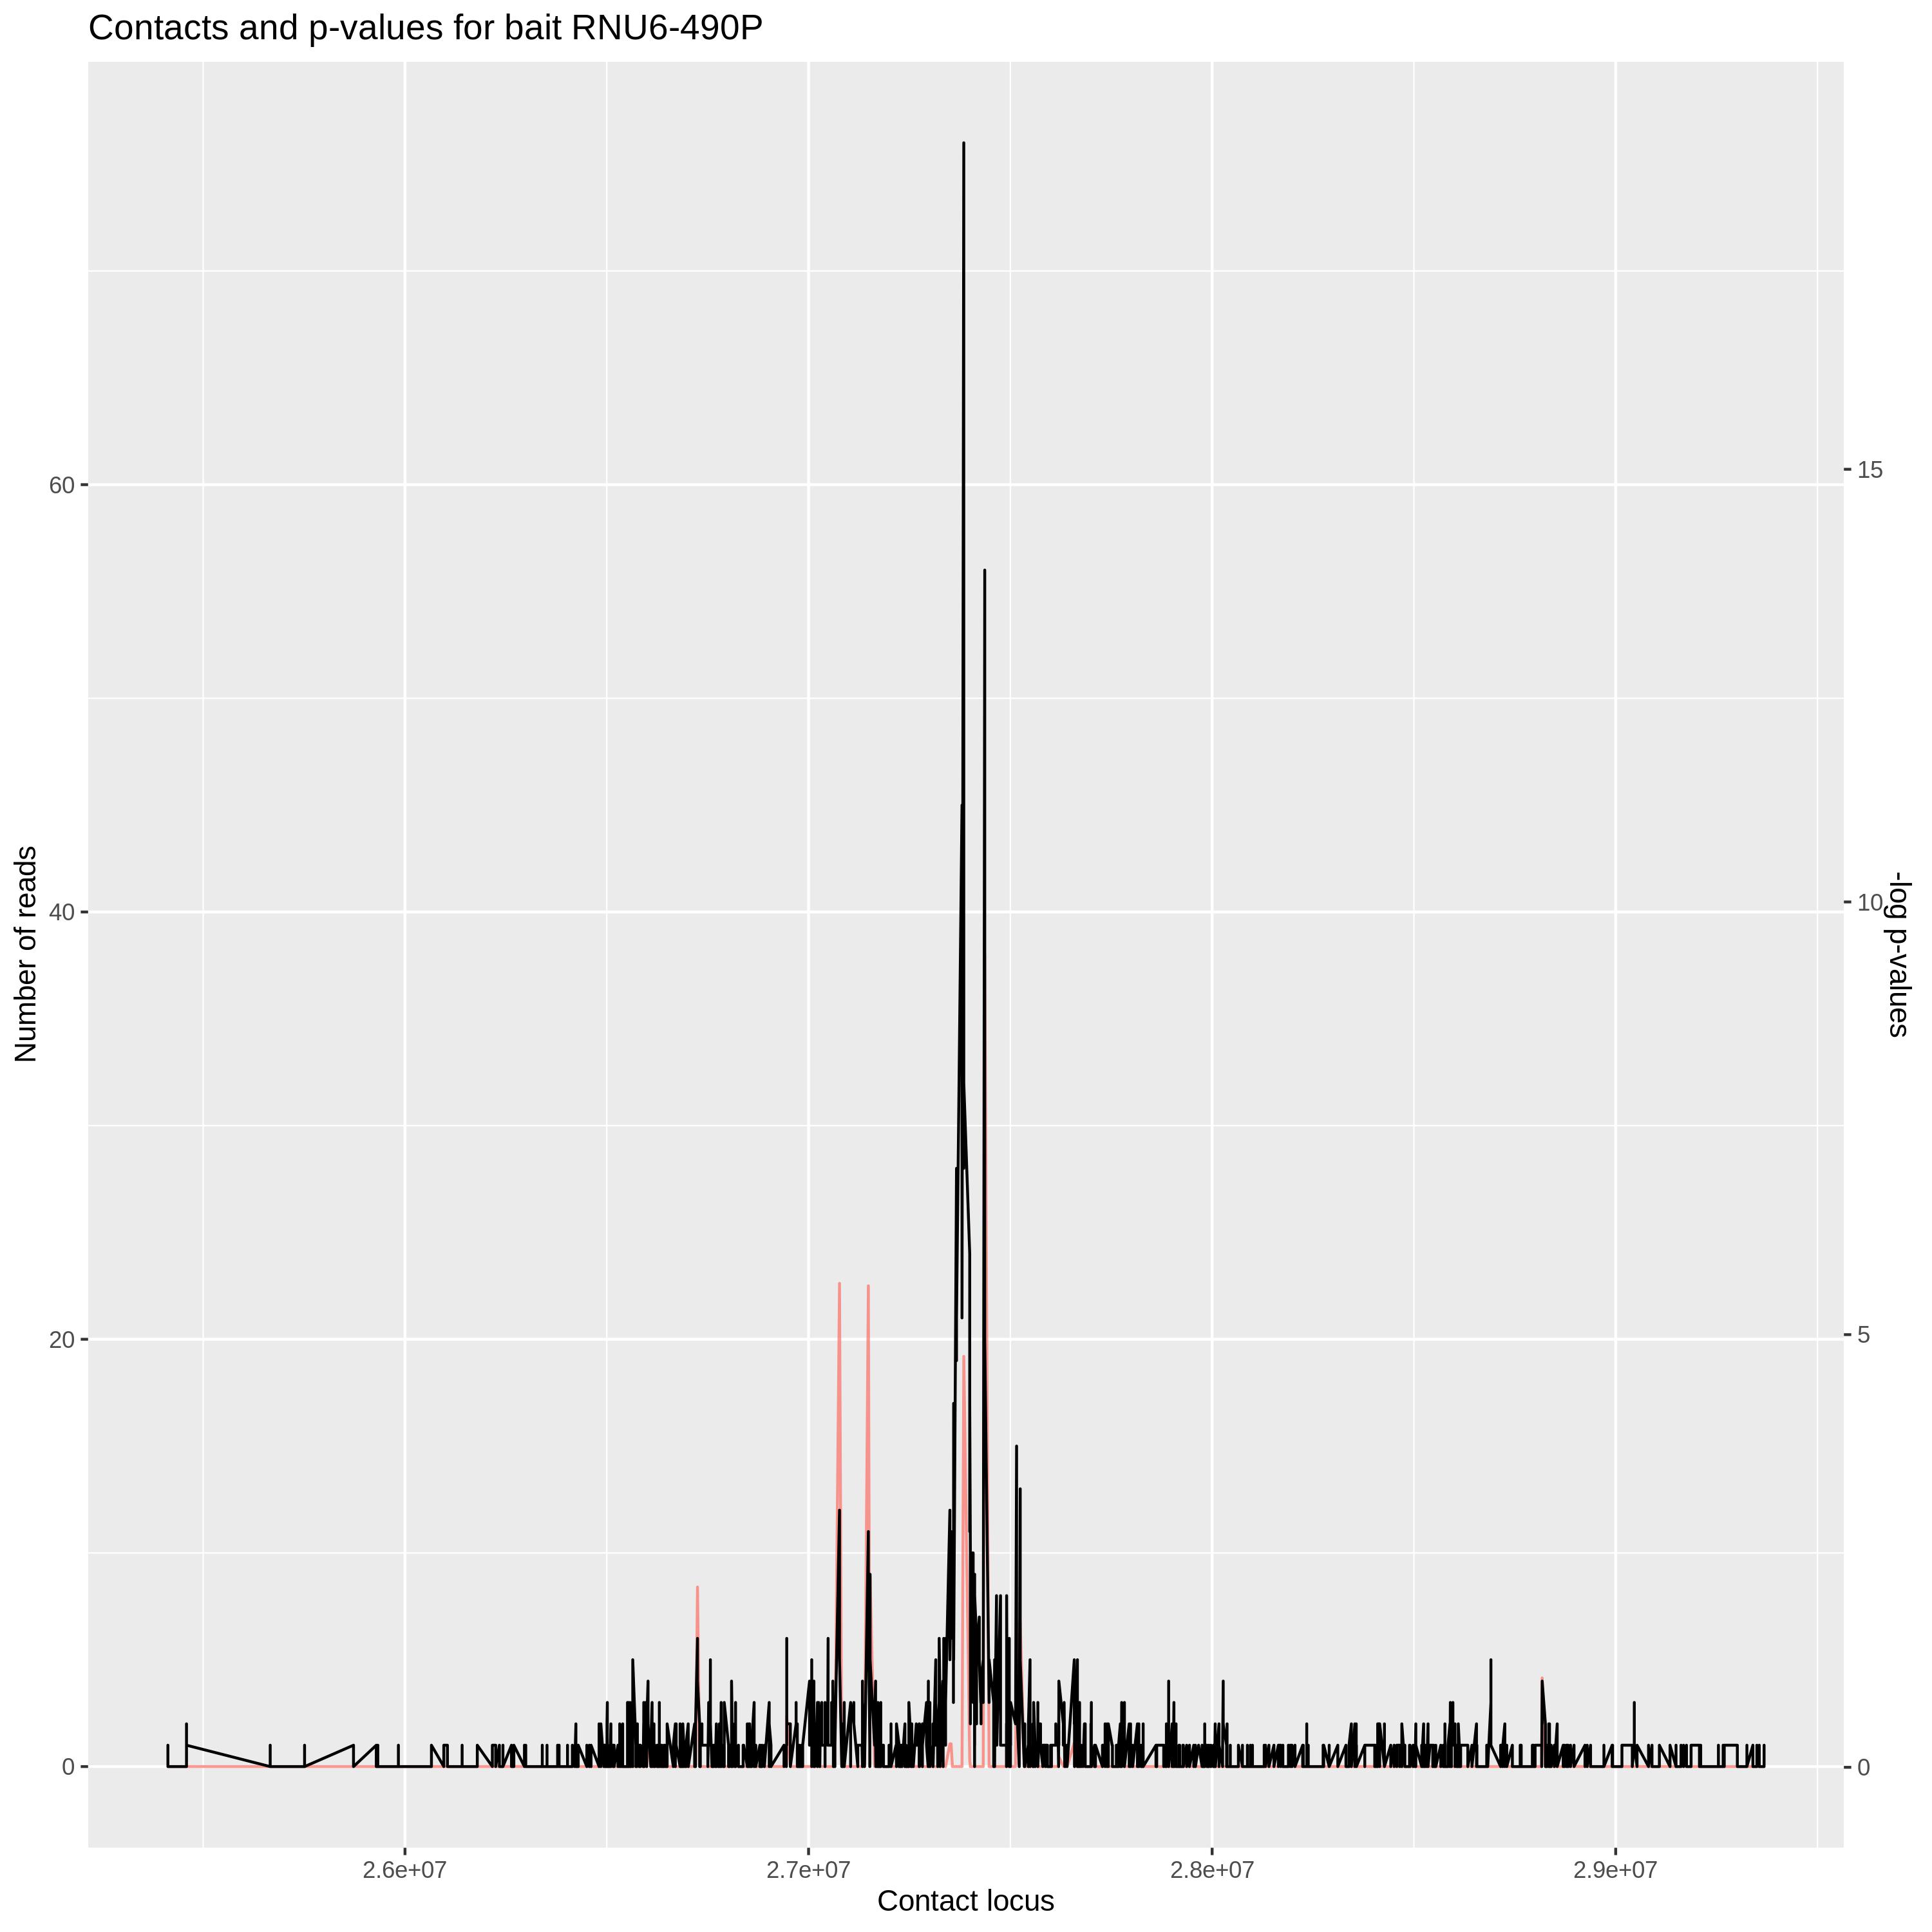 Contacts and p-values for bait RNU6-490P
Number of reads
60
40
20
0
15
10
5
0
-log p-values
2.6e+07
2.7e+07
2.8e+07
2.9e+07
Contact locus